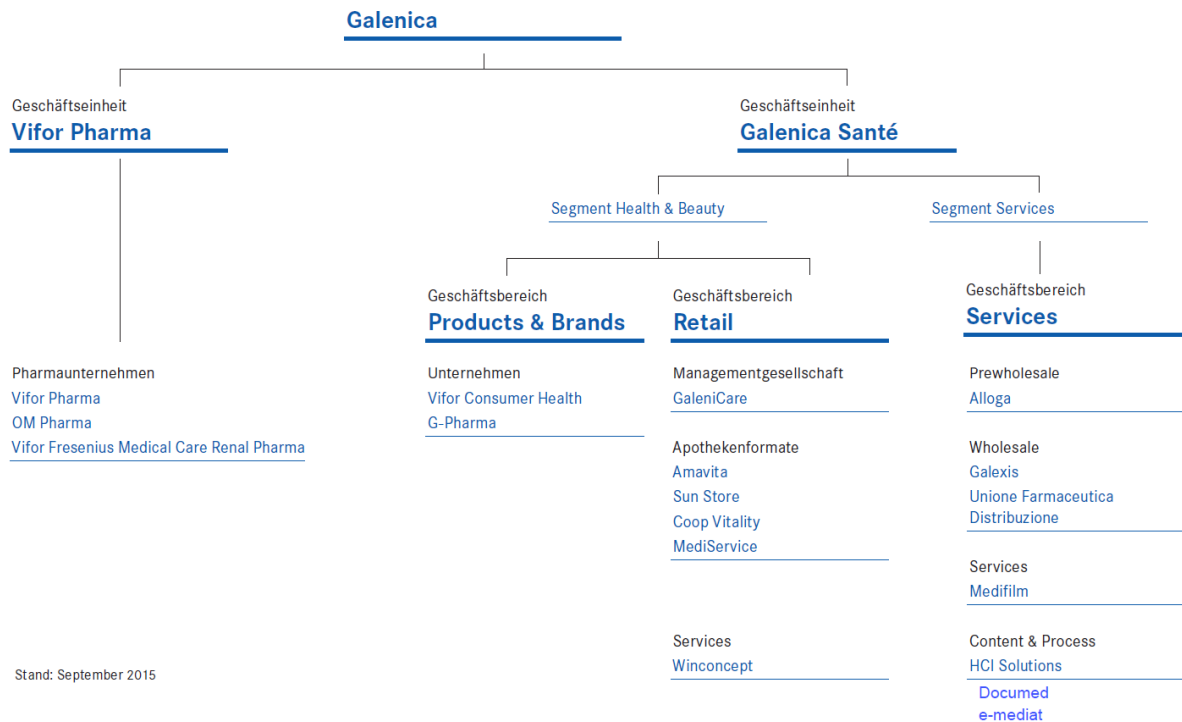 Galenica
Geschäftseinheit
Vifor Pharma
Geschäftseinheit
Galenica Santé
Segment Health & Beauty
Segment Services
Geschäftsbereich
Products & Brands
Geschäftsbereich
Retail
Geschäftsbereich
Services
Pharmaunternehmen
Vifor Pharma
OM Pharma
Vifor Fresenius Medical Care Renal Pharma
Unternehmen
Vifor Consumer Health
G-Pharma
Managementgesellschaft
GaleniCare
Apothekenformate
Amavita
Sun Store
Coop Vitality
MediService
Services
Winconcept
Prewholesale
Alloga
Wholesale
Galexis
Unione Farmaceutica
Distribuzione
Services
Medifilm
Content & Process
HCI Solutions
Documed
e-mediat
Stand: September 2015